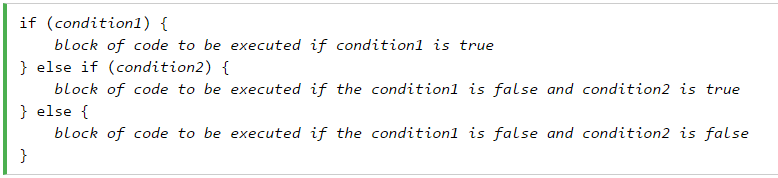 if (condition1) {
    block of code to be executed if condition1 is true
} else if (condition2) {
    block of code to be executed if the condition1 is false and condition2 is true
} else {
    block of code to be executed if the condition1 is false and condition2 is false
}